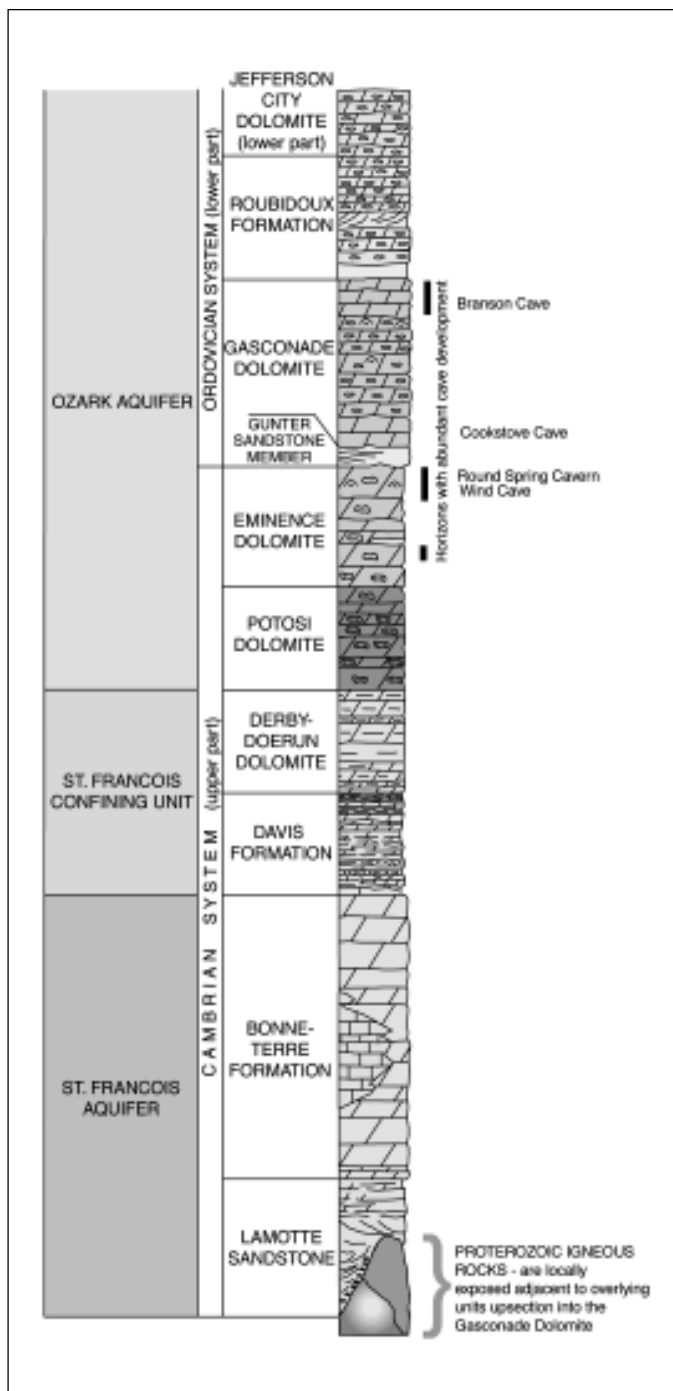 JEFFERSON
CITY
DOLOMITE
(lower part)
ROUBIDOUX
FORMATION
GASCONADE
DOLOMITE
GUNTER
SANDSTONE
MEMBER
EMINENCE
DOLOMITE
POTOSI
DOLOMITE
DERBY-
DOERUN
DOLOMITE
DAVIS
FORMATION
BONNE-
TERRE
FORMATION
LAMOTTE
SANDSTONE
OZARK AQUIFER
ST. FRANCOIS
CONFINING UNIT
ST. FRANCOIS
AQUIFER
ORDOVICIAN SYSTEM (lower part)
CAMBRIAN SYSTEM (upper part)
Horizons with abundant cave development
Branson Cave
Cookstove Cave
Round Spring Cavern
Wind Cave
PROTEROZOIC IGNEOUS
ROCKS - are locally
exposed adjacent to overlying
units upsection into the
Gasconade Dolomite